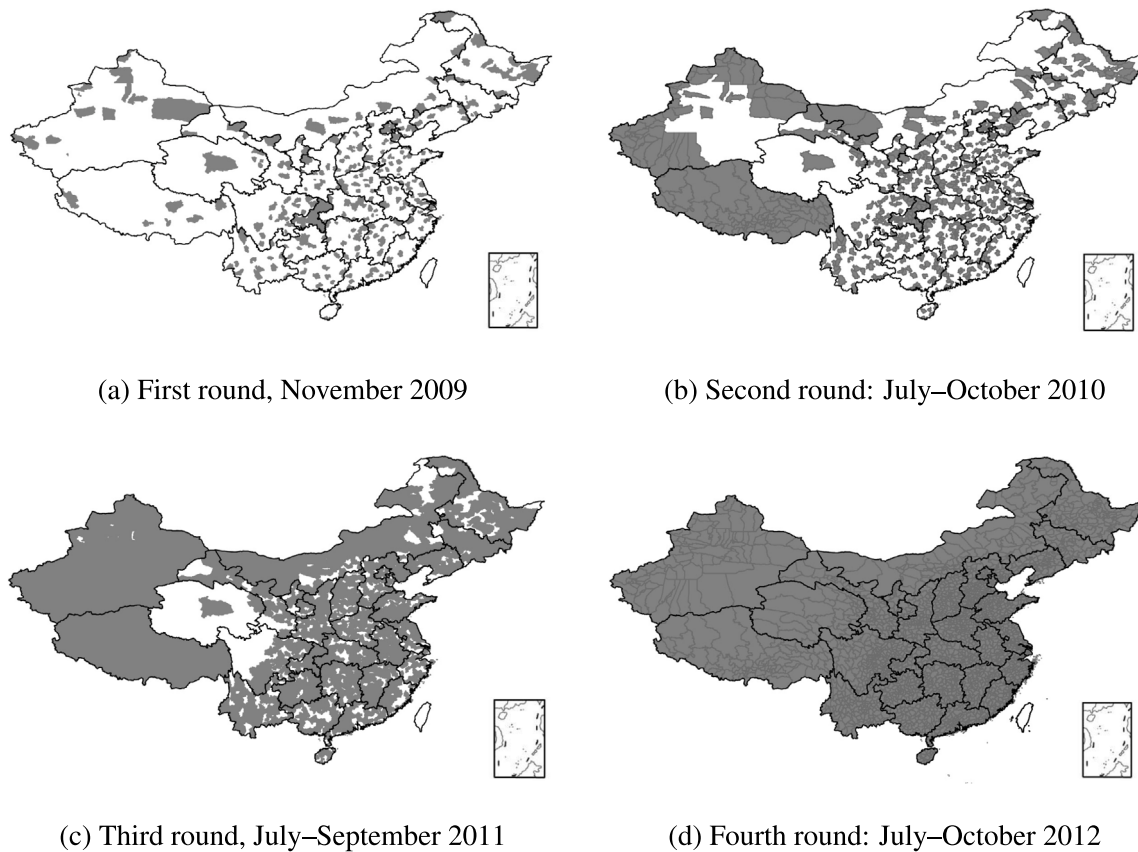 (a) First round, November 2009
(b) Second round: July–October 2010
(c) Third round, July–September 2011
(d) Fourth round: July–October 2012